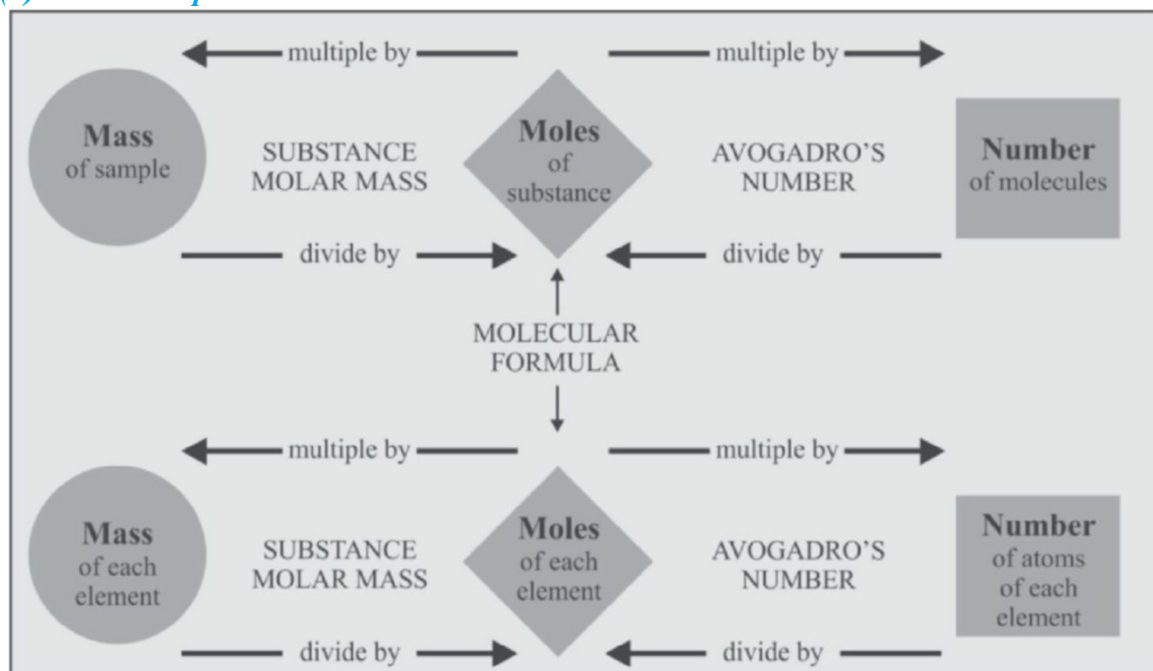 multiple by
multiple by
Mass
of sample
SUBSTANCE
MOLAR MASS
Moles
of
substance
AVOGADRO'S
NUMBER
Number
of molecules
divide by
divide by
MOLECULAR
FORMULA
multiple by
multiple by
Mass
of each
element
SUBSTANCE
MOLAR MASS
Moles
of each
element
AVOGADRO'S
NUMBER
Number
of atoms
of each
element
divide by
divide by